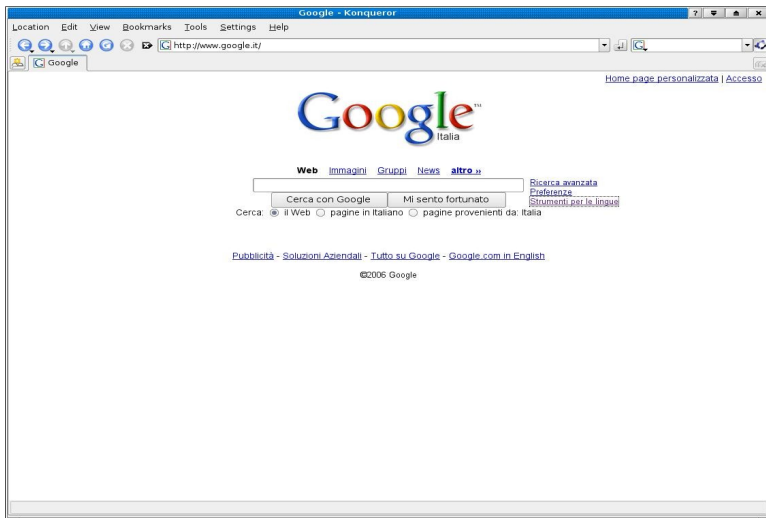 Google - Konqueror
Location Edit View Bookmarks Tools Settings Help
http://www.google.it/
Google
Home page personalizzata | Accesso
Google™
Italia
Web Immagini Gruppi News altro »
Ricerca avanzata
Preferenze
Cerca con Google Mi sento fortunato Strumenti per le lingue
Cerca: il Web pagine in Italiano pagine provenienti da: Italia
Pubblicità - Soluzioni Aziendali - Tutto su Google - Google.com in English
©2006 Google